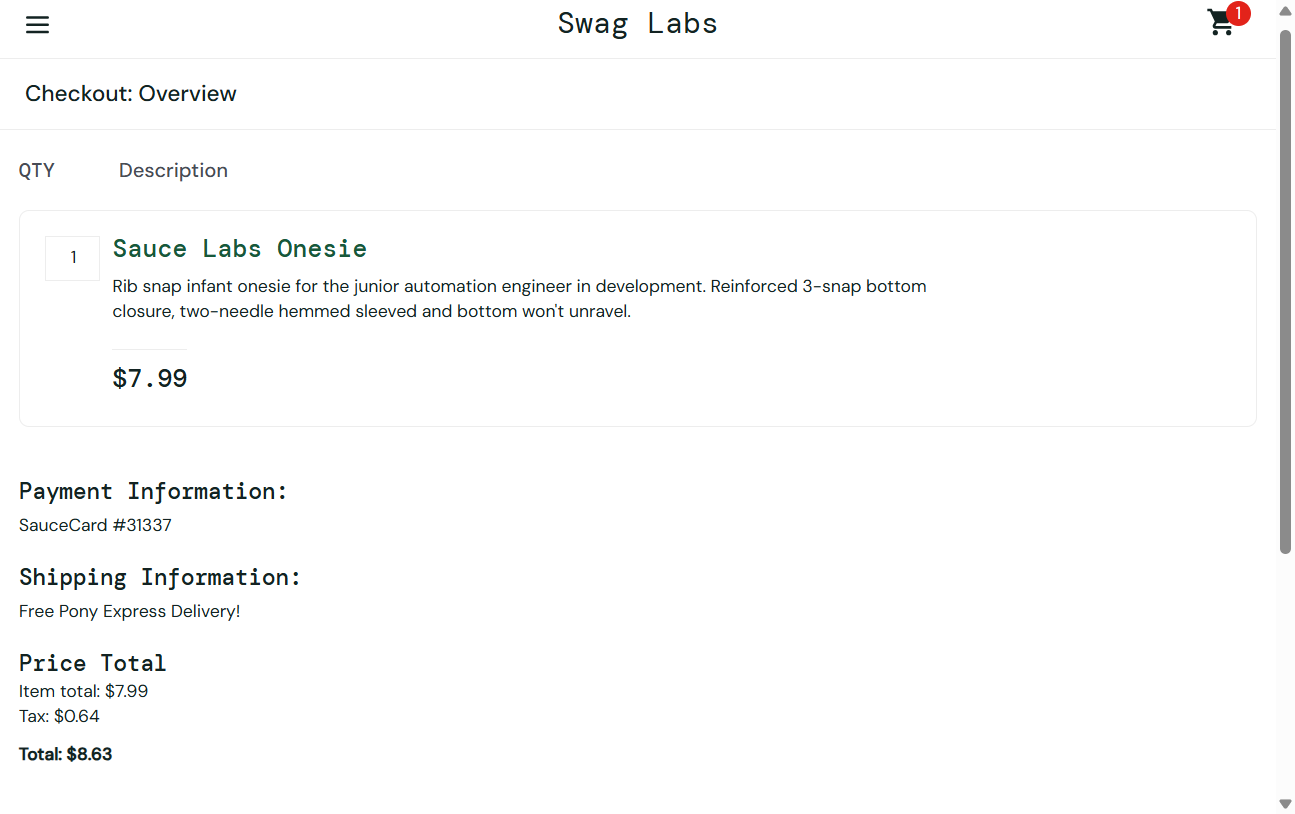 Swag Labs
1
Checkout: Overview
QTY
Description
1
Sauce Labs Onesie
Rib snap infant onesie for the junior automation engineer in development. Reinforced 3-snap bottom
closure, two-needle hemmed sleeved and bottom won't unravel.
$7.99
Payment Information:
SauceCard #31337
Shipping Information:
Free Pony Express Delivery!
Price Total
Item total: $7.99
Tax: $0.64
Total: $8.63